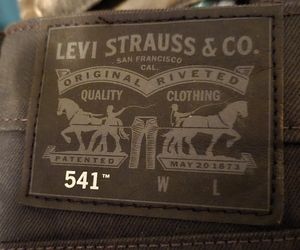 LEVI STRAUSS & CO.
SAN FRANCISCO
CAL.
ORIGINAL RIVETED
QUALITY CLOTHING
PATENTED MAY 20 1873
541™ W L